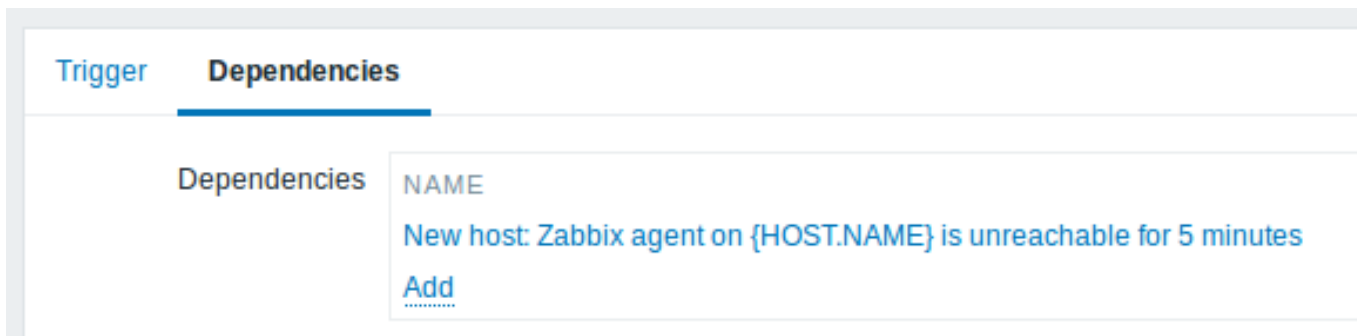 Trigger Dependencies
Dependencies NAME
New host: Zabbix agent on {HOST.NAME} is unreachable for 5 minutes
Add